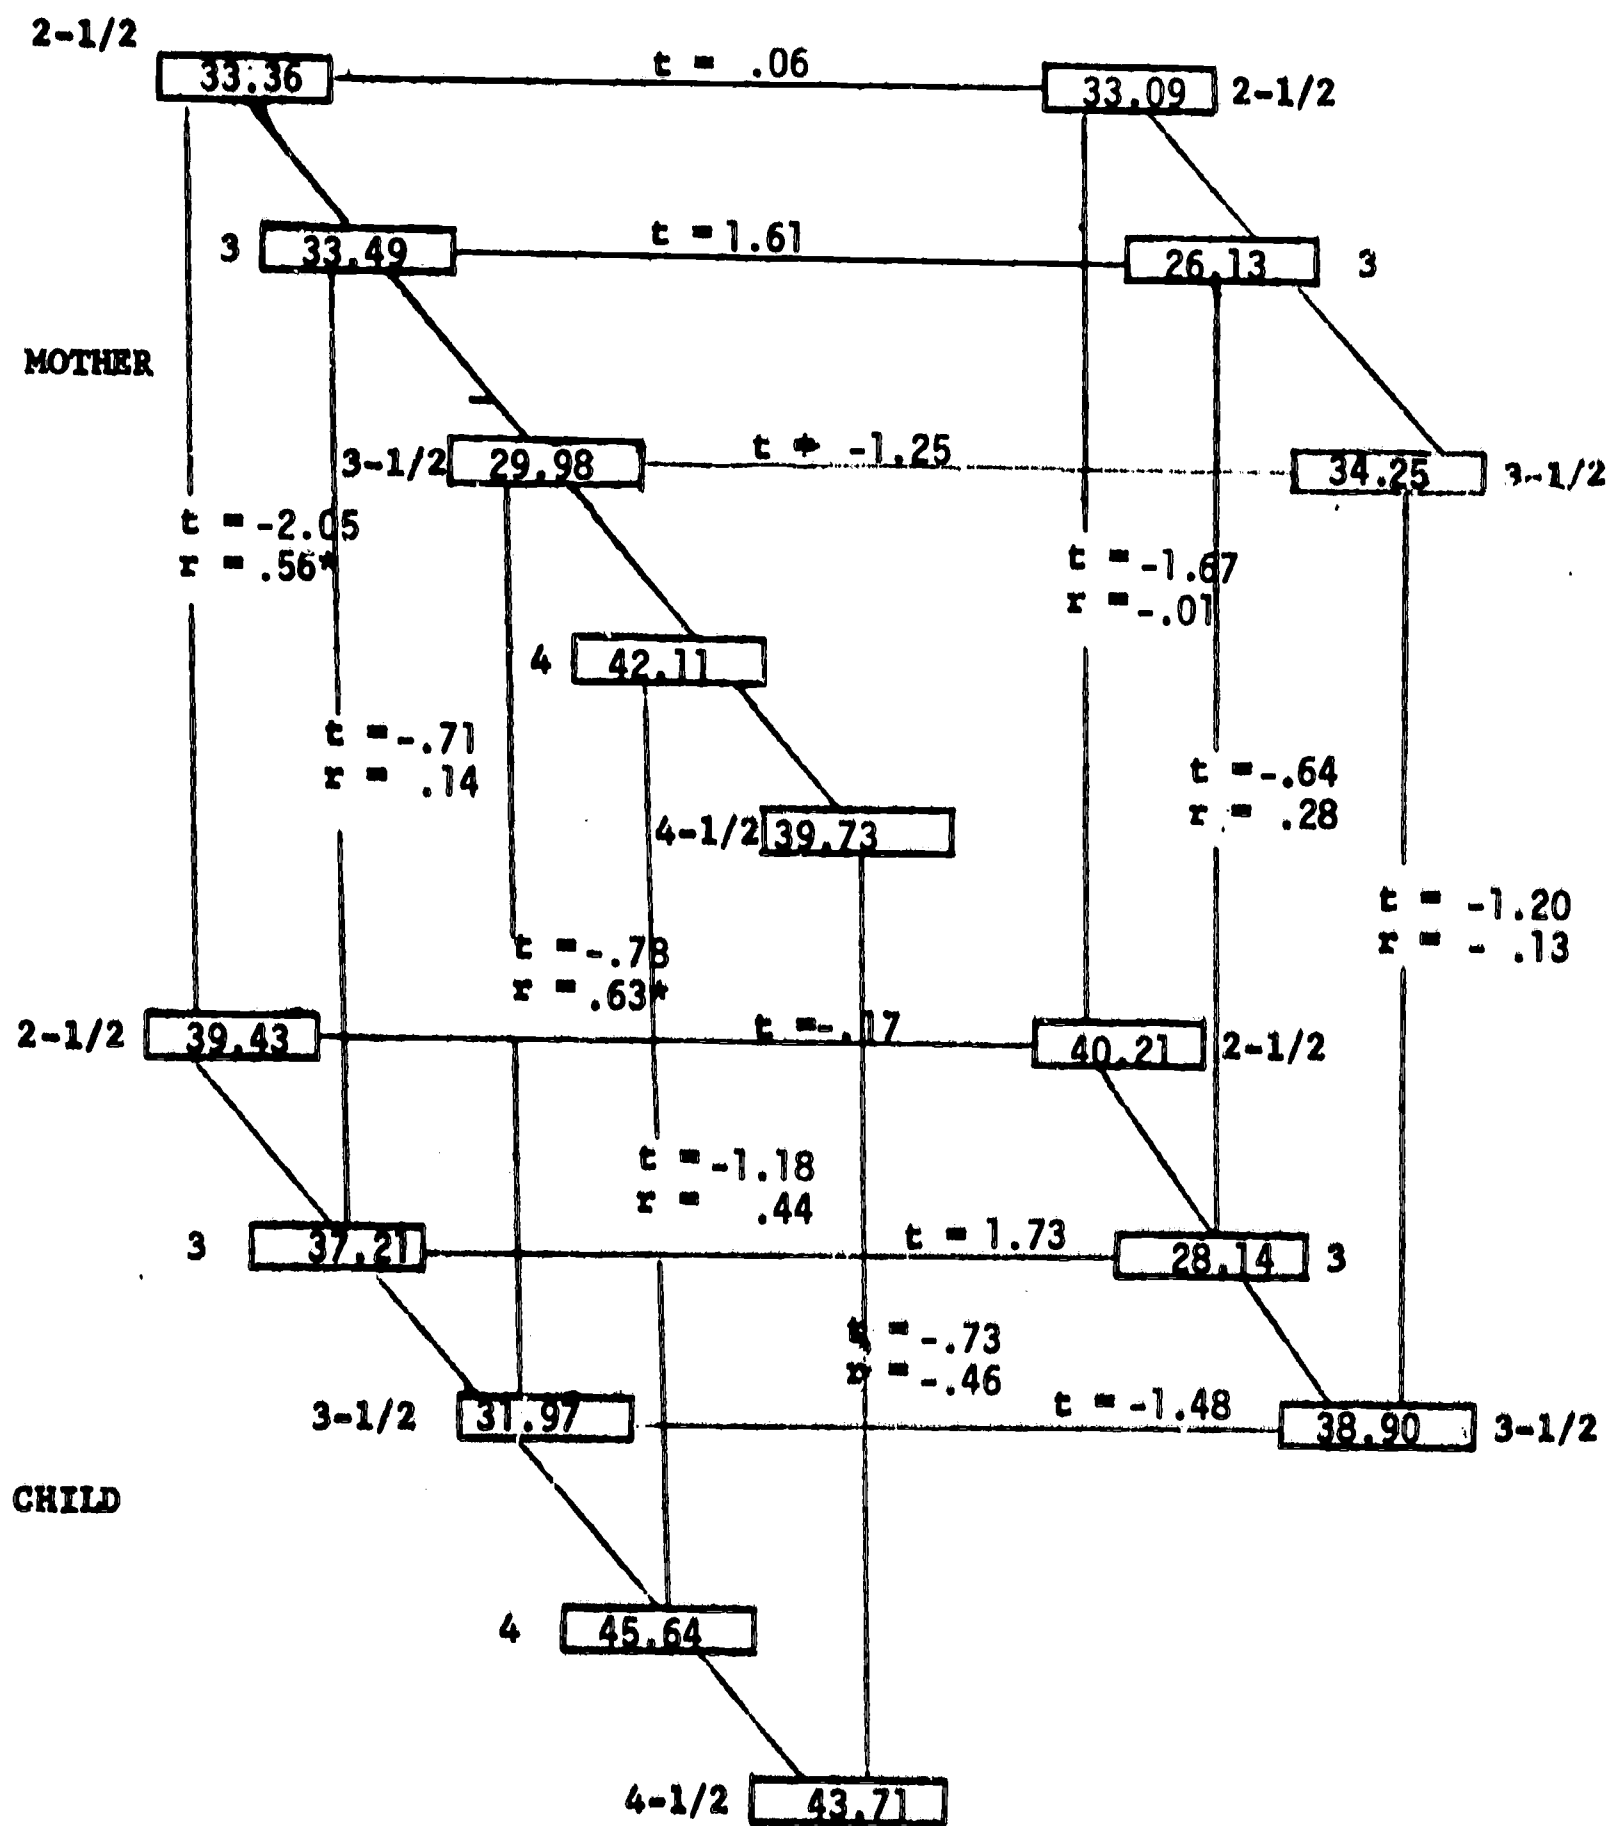 2-1/2
33.36
t = .06
33.09
2-1/2
3
33.49
t = 1.61
26.13
3
MOTHER
3-1/2
29.98
t = -1.25
34.25
3-1/2
t = -2.05
r = .56*
t = -1.67
r = -.01
4
42.11
t = -.71
r = .14
t = -.64
r = .28
4-1/2
39.73
t = -1.20
r = - .13
t = -.78
r = .63*
2-1/2
39.43
t = -.17
40.21
2-1/2
t = -1.18
r = .44
3
37.21
t = 1.73
28.14
3
t = -.73
r = -.46
3-1/2
31.97
t = -1.48
38.90
3-1/2
CHILD
4
45.64
4-1/2
43.71